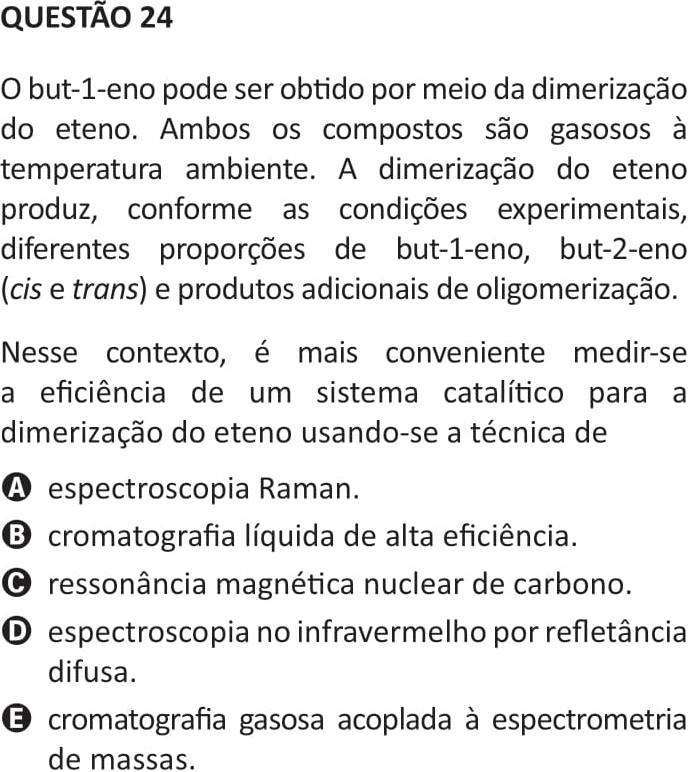 QUESTÃO 24
O but-1-eno pode ser obtido por meio da dimerização
do eteno. Ambos os compostos são gasosos à
temperatura ambiente. A dimerização do eteno
produz, conforme as condições experimentais,
diferentes proporções de but-1-eno, but-2-eno
(cis e trans) e produtos adicionais de oligomerização.
Nesse contexto, é mais conveniente medir-se
a eficiência de um sistema catalítico para a
dimerização do eteno usando-se a técnica de
A espectroscopia Raman.
B cromatografia líquida de alta eficiência.
C ressonância magnética nuclear de carbono.
D espectroscopia no infravermelho por refletância
difusa.
E cromatografia gasosa acoplada à espectrometria
de massas.